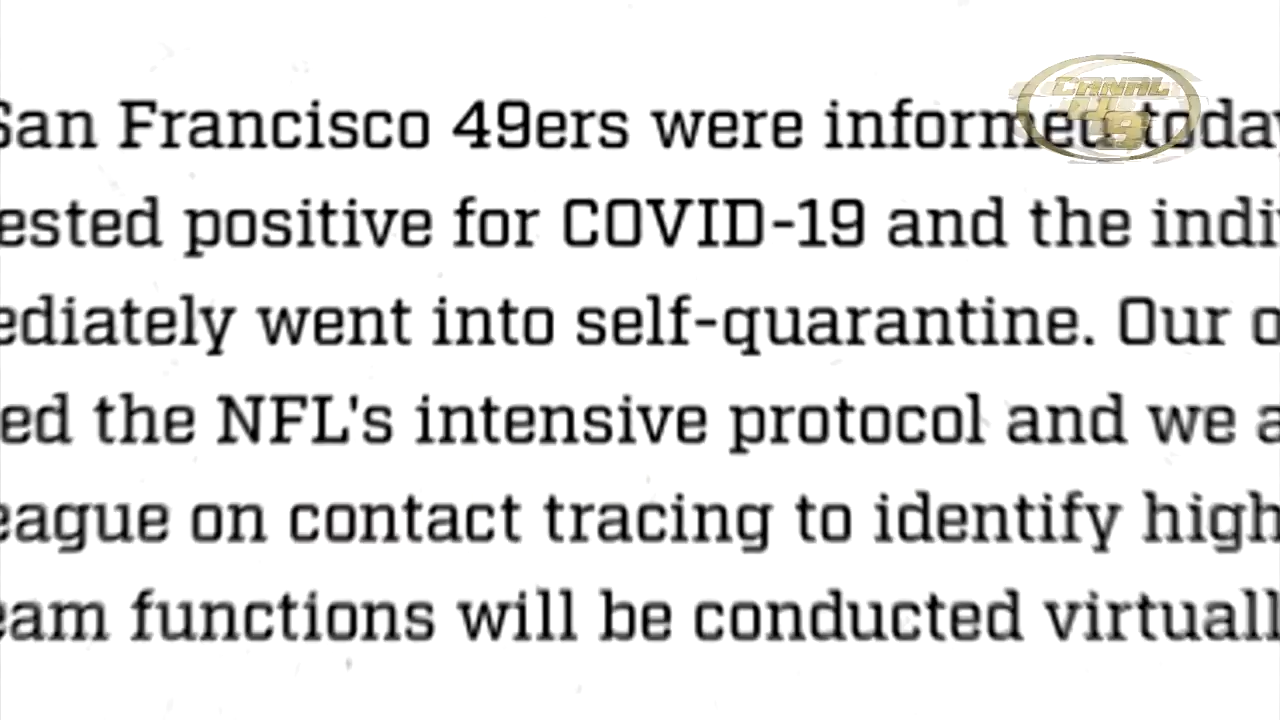 San Francisco 49ers were informed today
ested positive for COVID-19 and the indi
ediately went into self-quarantine. Our o
ed the NFL's intensive protocol and we a
eague on contact tracing to identify high
eam functions will be conducted virtuall
CANAL